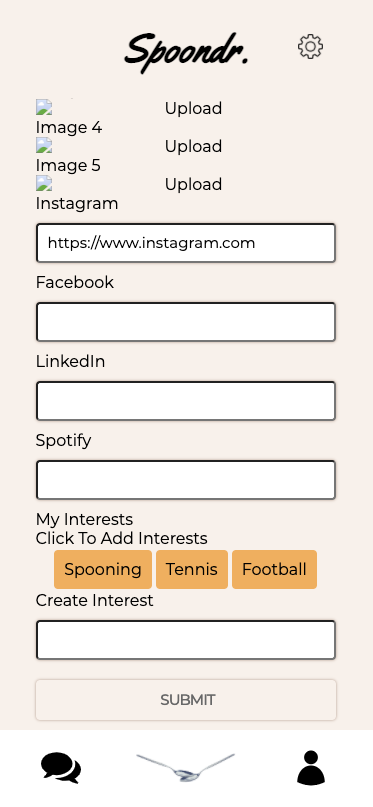 Spoondr.
Upload
Image 4
Upload
Image 5
Upload
Instagram
https://www.instagram.com
Facebook
LinkedIn
Spotify
My Interests
Click To Add Interests
Spooning Tennis Football
Create Interest
SUBMIT